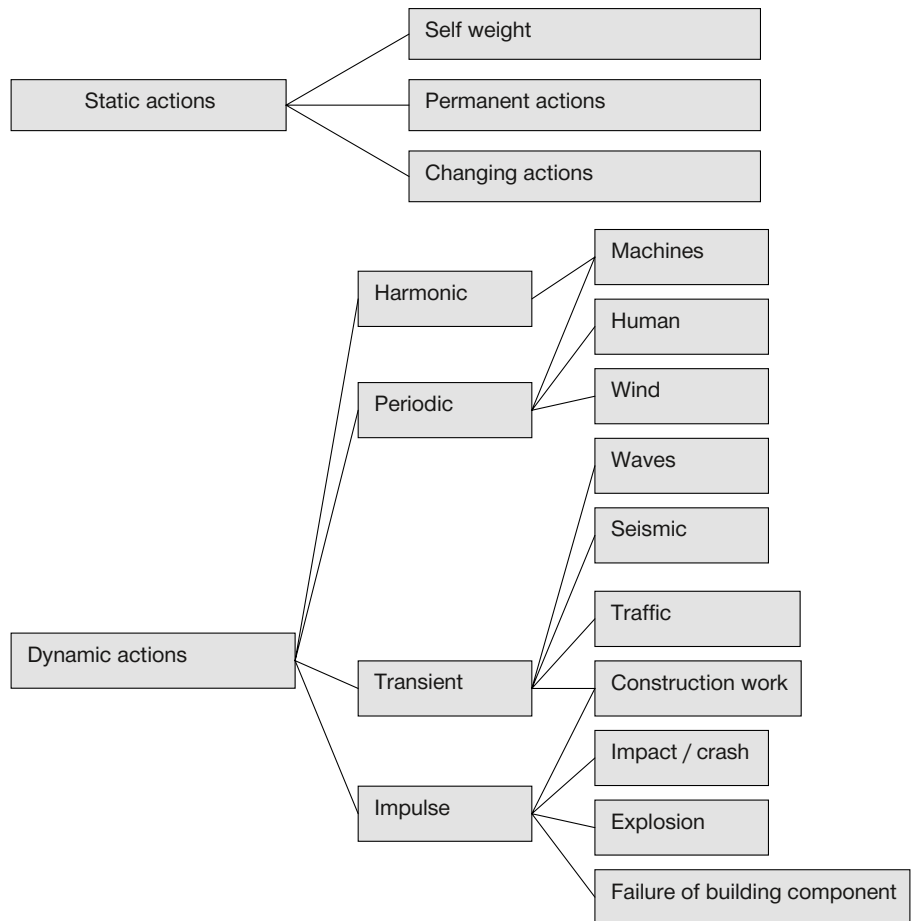 Self weight
Static actions
Permanent actions
Changing actions
Machines
Harmonic
Human
Periodic
Wind
Waves
Seismic
Traffic
Dynamic actions
Transient
Construction work
Impact / crash
Impulse
Explosion
Failure of building component